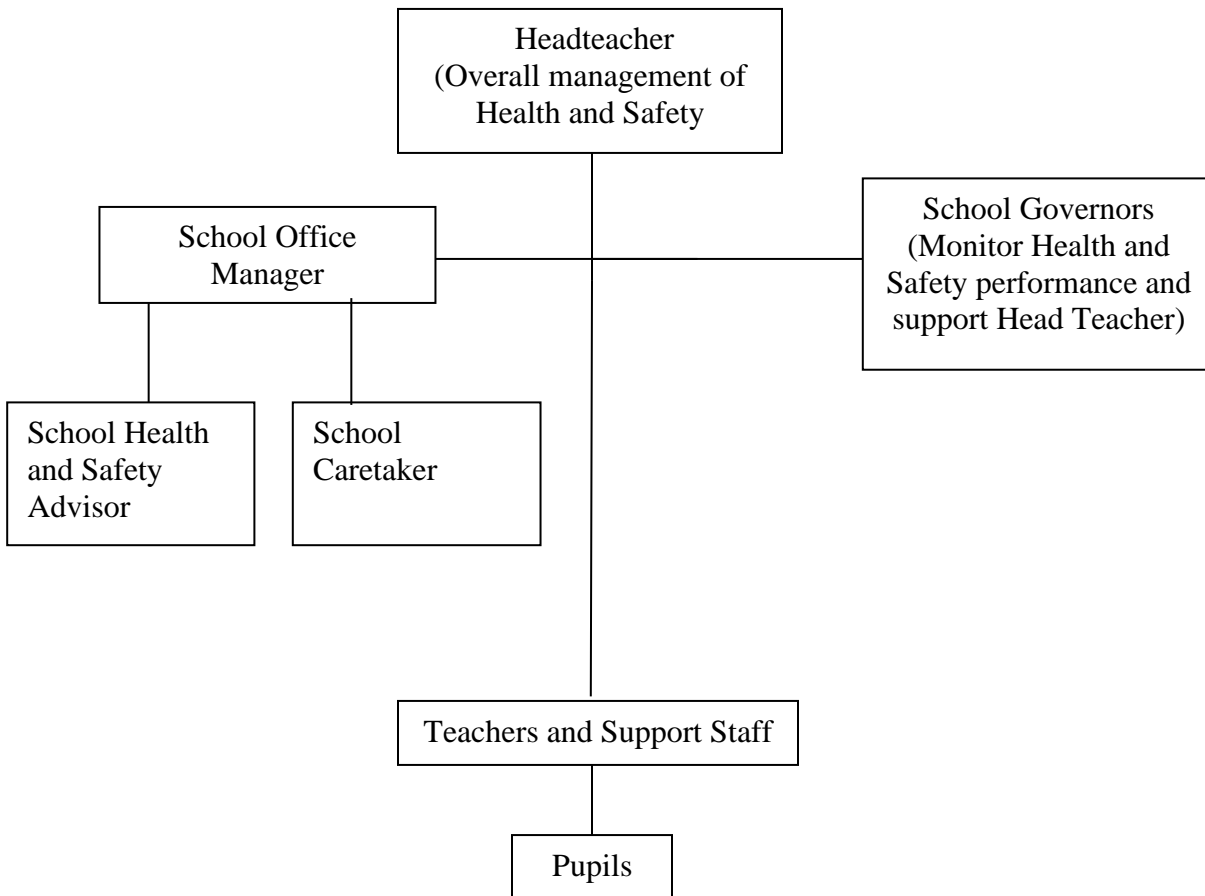 Headteacher
(Overall management of
Health and Safety
School Office
Manager
School Governors
(Monitor Health and
Safety performance and
support Head Teacher)
School Health
and Safety
Advisor
School
Caretaker
Teachers and Support Staff
Pupils